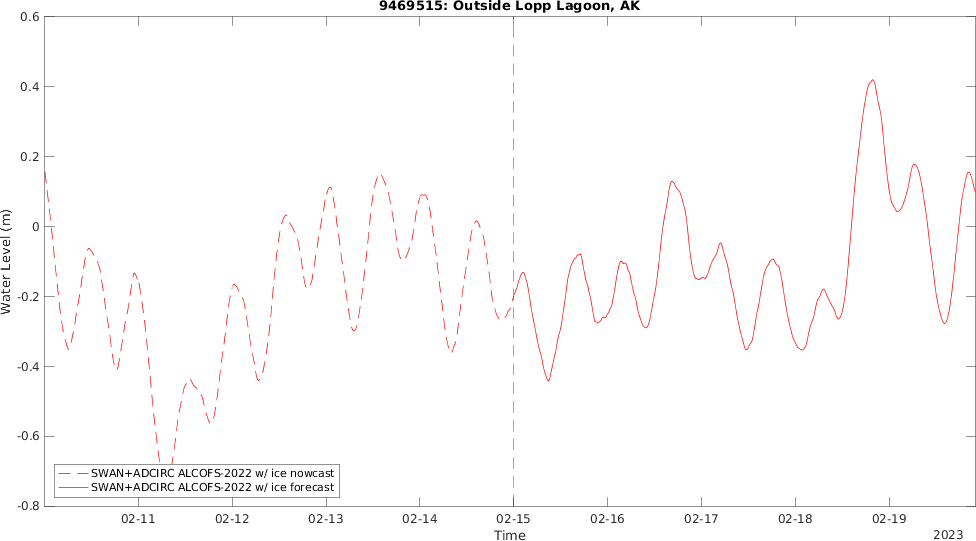 9469515: Outside Lopp Lagoon, AK
0.6
0.4
0.2
0
-0.2
-0.4
-0.6
-0.8
Water Level (m)
SWAN+ADCIRC ALCOFS-2022 w/ ice nowcast
SWAN+ADCIRC ALCOFS-2022 w/ ice forecast
02-11 02-12 02-13 02-14 02-15 02-16 02-17 02-18 02-19
Time
2023